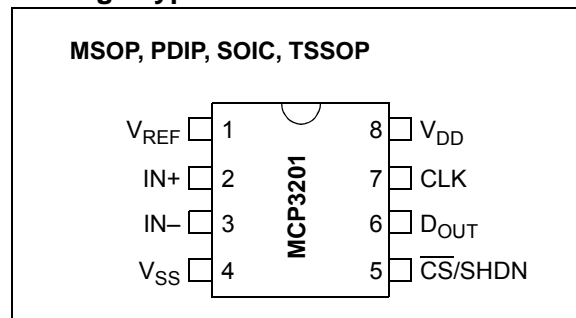 MSOP, PDIP, SOIC, TSSOP
VREF 1 8 VDD
IN+ 2 7 CLK
IN– 3 6 DOUT
VSS 4 5 CS/SHDN
MCP3201